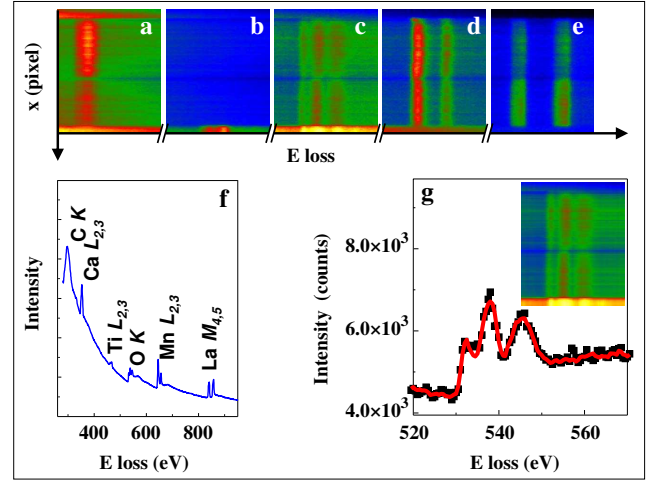 a b c d e
x (pixel)
E loss
f
Intensity
C K
Ca L2,3
Ti L2,3
O K
Mn L2,3
La M4,5
400 600 800
E loss (eV)
g
Intensity (counts)
8.0×10³
6.0×10³
4.0×10³
520 540 560
E loss (eV)